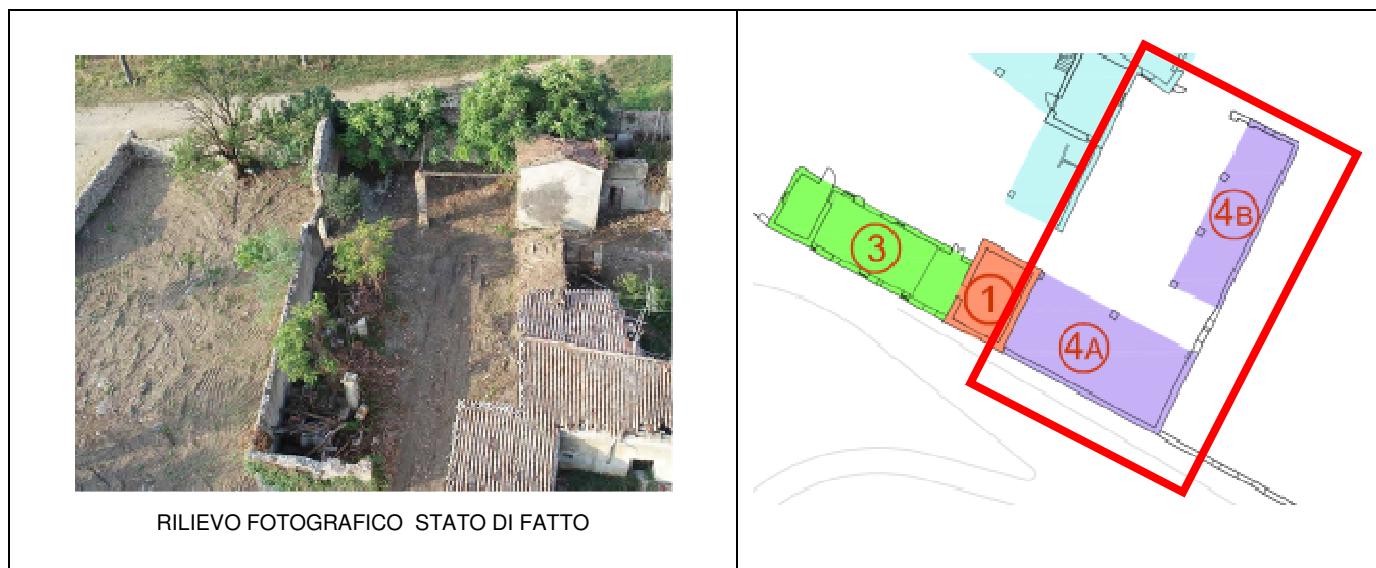 RILIEVO FOTOGRAFICO  STATO DI FATTO
3
1
4A
4B